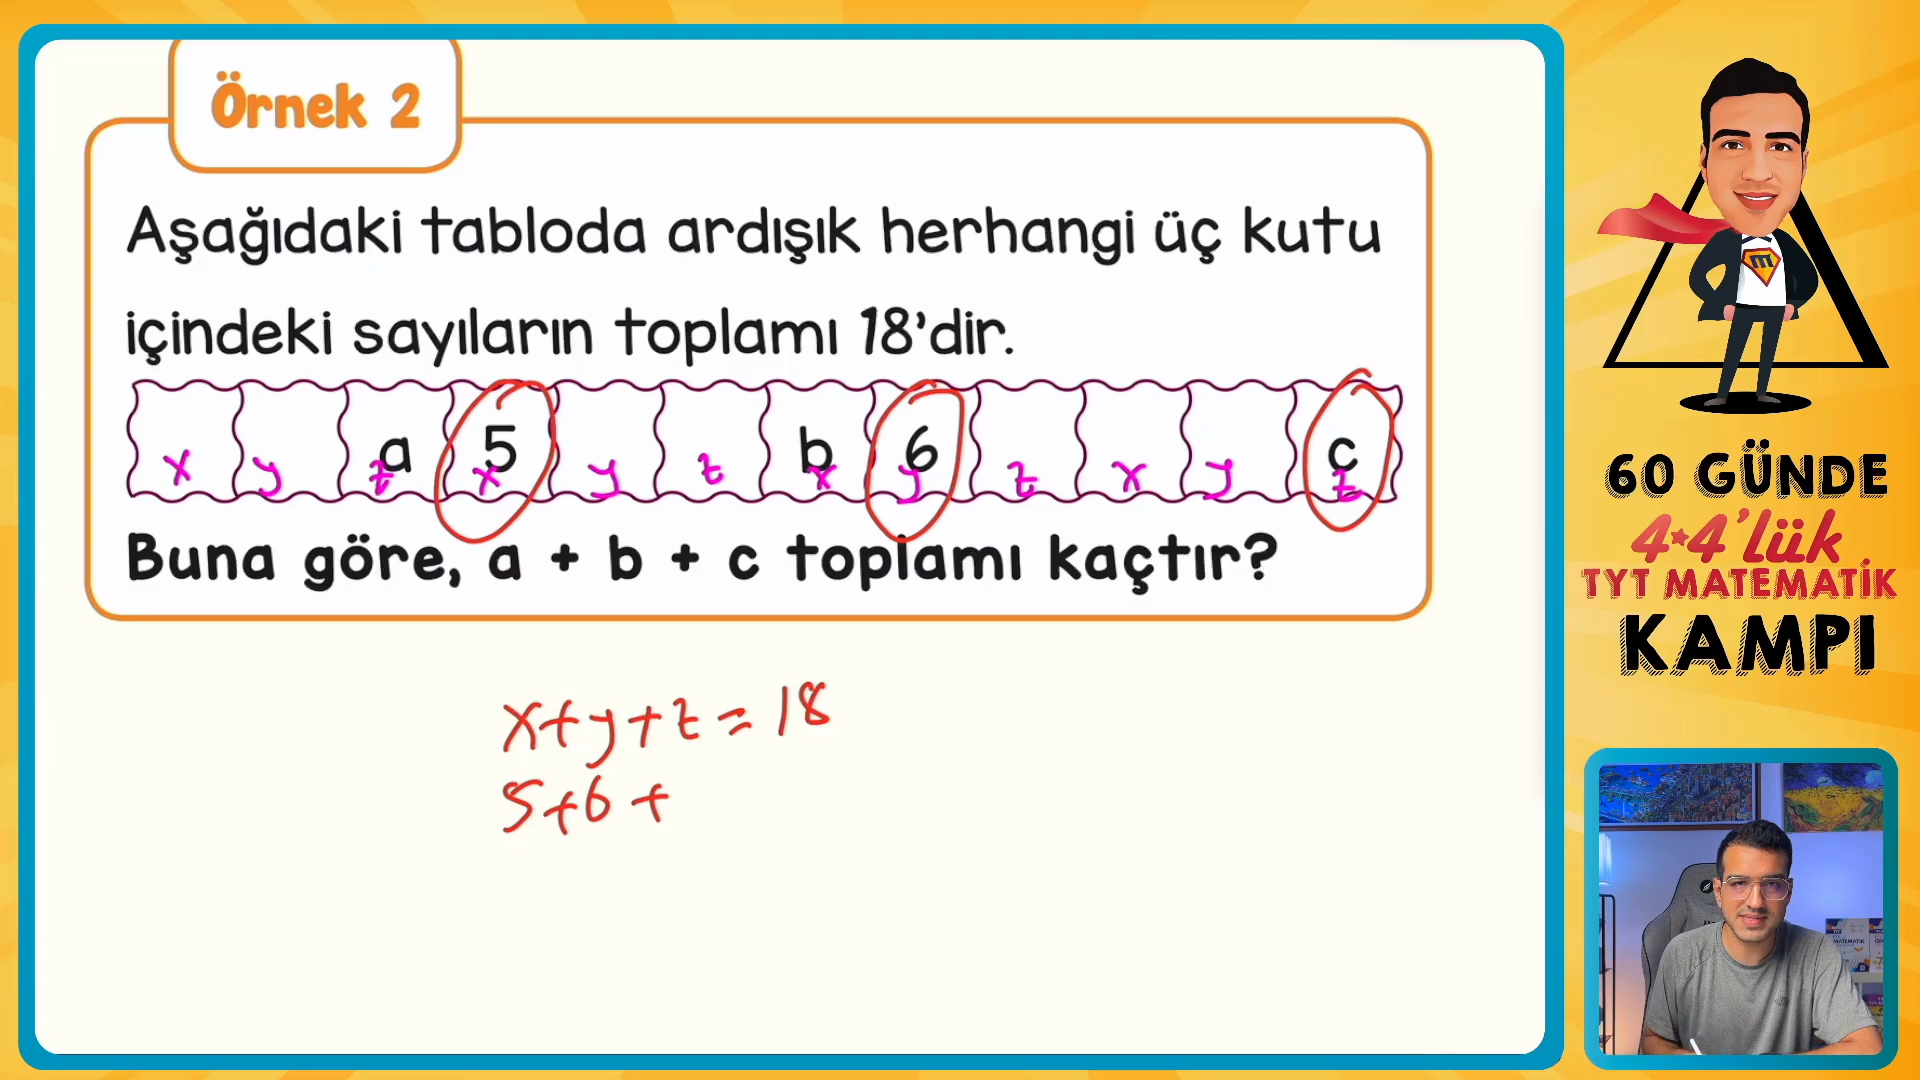 Örnek 2
Aşağıdaki tabloda ardışık herhangi üç kutu
içindeki sayıların toplamı 18'dir.
a 5 b 6 c
x y z x y z x y z x y z
Buna göre, a + b + c toplamı kaçtır?
x+y+z=18
5+6+
m
60 GÜNDE
4*4'lük
TYT MATEMATİK
KAMPI